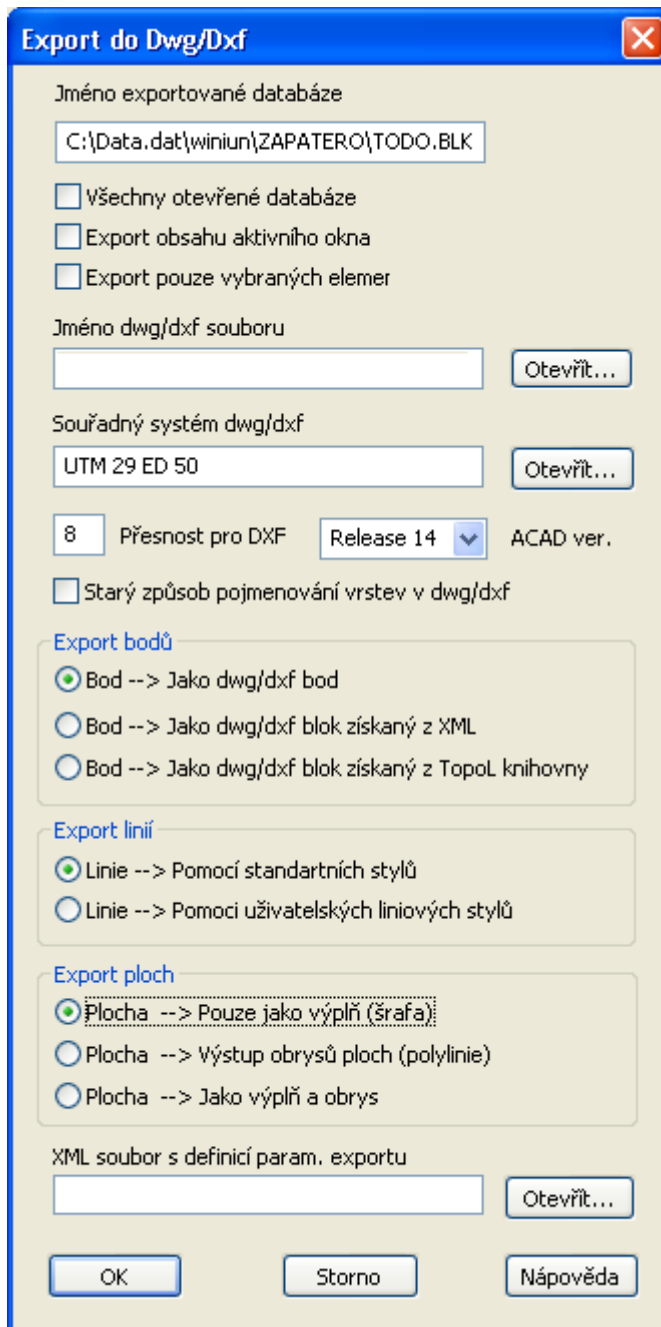 Export do Dwg/Dxf
Jméno exportované databáze
C:\Data.dat\winiun\ZAPATERO\TODO.BLK
Všechny otevřené databáze
Export obsahu aktivního okna
Export pouze vybraných elemer
Jméno dwg/dxf souboru
Otevřít...
Souřadný systém dwg/dxf
UTM 29 ED 50 Otevřít...
8 Přesnost pro DXF Release 14 ACAD ver.
Starý způsob pojmenování vrstev v dwg/dxf
Export bodů
Bod --> Jako dwg/dxf bod
Bod --> Jako dwg/dxf blok získaný z XML
Bod --> Jako dwg/dxf blok získaný z TopoL knihovny
Export linií
Linie --> Pomocí standartních stylů
Linie --> Pomoci uživatelských liniových stylů
Export ploch
Plocha --> Pouze jako výplň (šrafa)
Plocha --> Výstup obrysů ploch (polylinie)
Plocha --> Jako výplň a obrys
XML soubor s definicí param. exportu
Otevřít...
OK Storno Nápověda